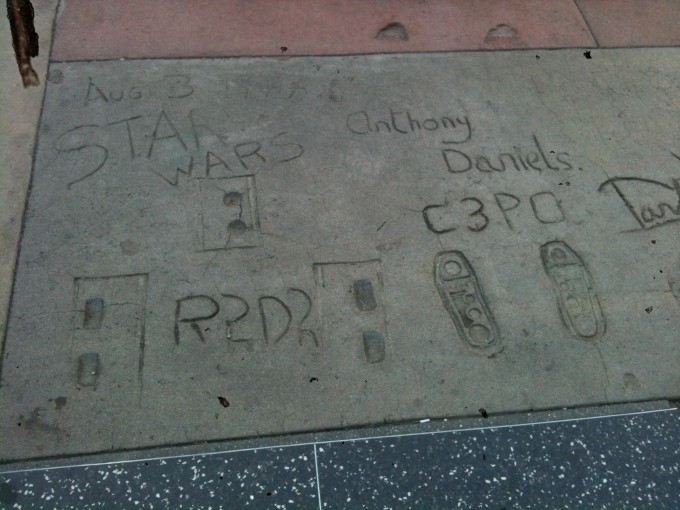 Aug 3
STAR
WARS
Anthony
Daniels.
C3PO
R2D2